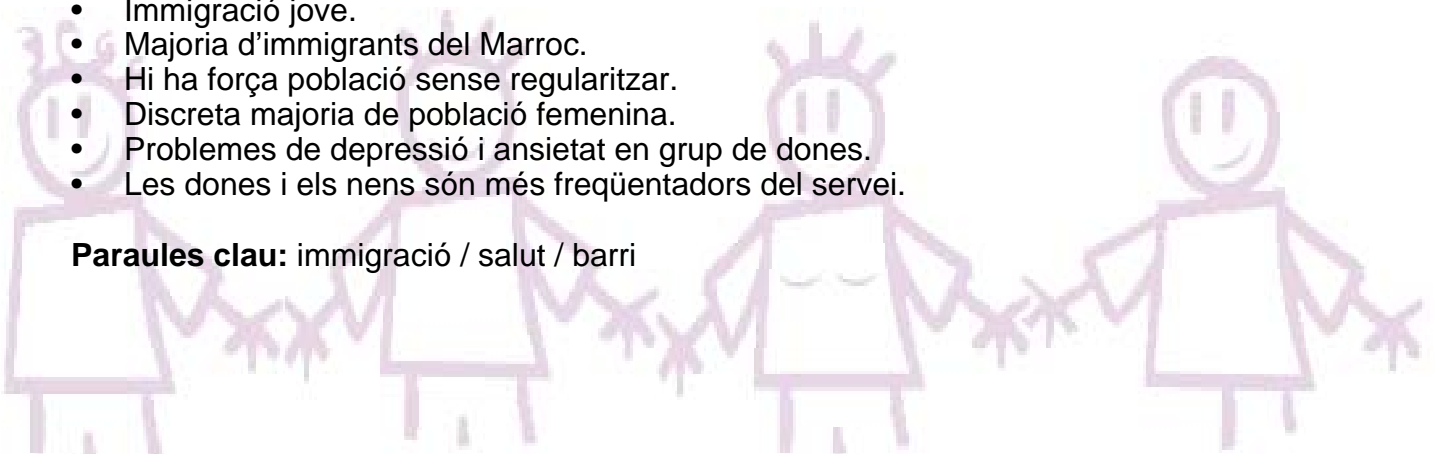 • Immigració jove.
• Majoria d'immigrants del Marroc.
• Hi ha força població sense regularitzar.
• Discreta majoria de població femenina.
• Problemes de depressió i ansietat en grup de dones.
• Les dones i els nens són més freqüentadors del servei.
Paraules clau: immigració / salut / barri